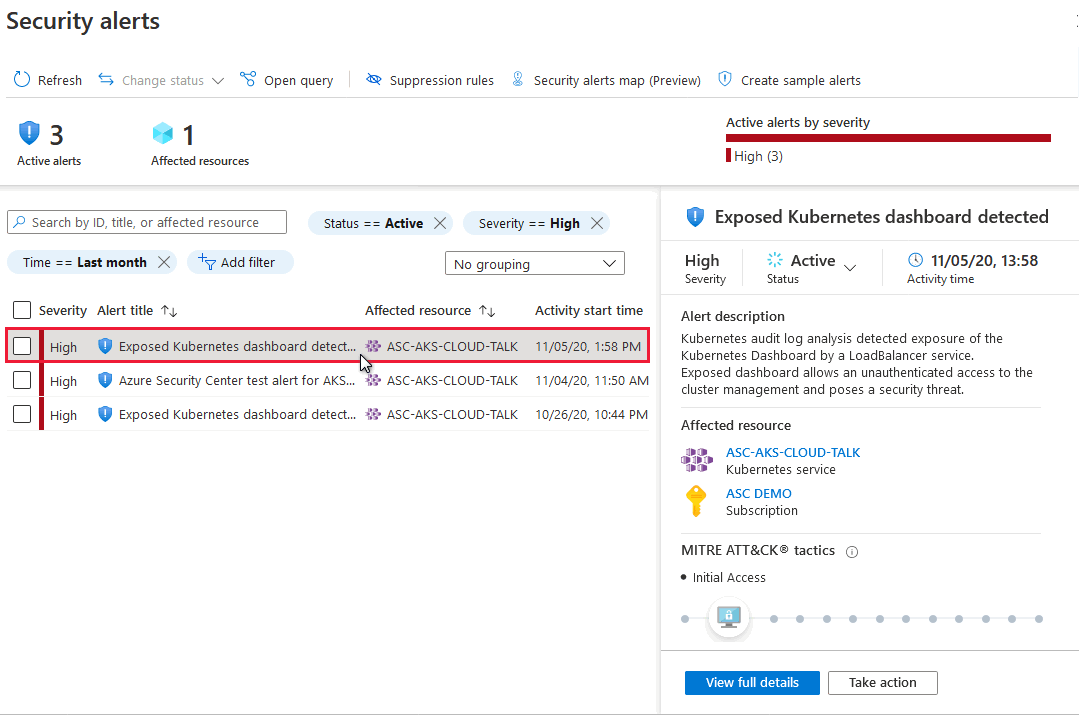 Security alerts
Refresh Change status Open query Suppression rules Security alerts map (Preview) Create sample alerts
3
Active alerts
1
Affected resources
Active alerts by severity
High (3)
Search by ID, title, or affected resource
Status == Active
Severity == High
Time == Last month
Add filter
No grouping
Severity Alert title Affected resource Activity start time
High Exposed Kubernetes dashboard detect... ASC-AKS-CLOUD-TALK 11/05/20, 1:58 PM
High Azure Security Center test alert for AKS... ASC-AKS-CLOUD-TALK 11/04/20, 11:50 AM
High Exposed Kubernetes dashboard detect... ASC-AKS-CLOUD-TALK 10/26/20, 10:44 PM
Exposed Kubernetes dashboard detected
High
Severity
Active
Status
11/05/20, 13:58
Activity time
Alert description
Kubernetes audit log analysis detected exposure of the
Kubernetes Dashboard by a LoadBalancer service.
Exposed dashboard allows an unauthenticated access to the
cluster management and poses a security threat.
Affected resource
ASC-AKS-CLOUD-TALK
Kubernetes service
ASC DEMO
Subscription
MITRE ATT&CK® tactics
• Initial Access
View full details
Take action